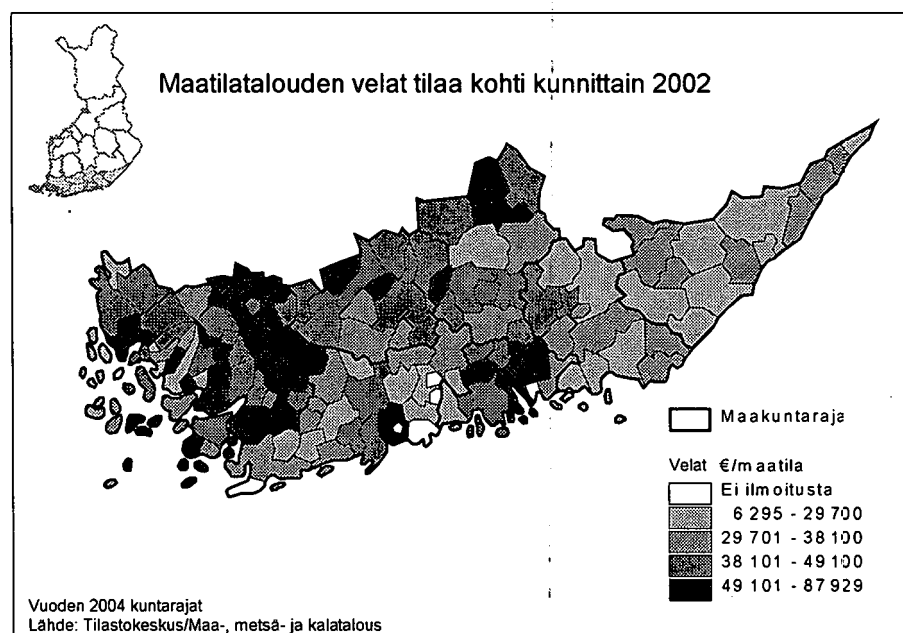 Maatilatalouden velat tilaa kohti kunnittain 2002
Maakuntaraja
Velat €/maatila
Ei ilmoitusta
6 295 - 29 700
29 701 - 38 100
38 101 - 49 100
49 101 - 87 929
Vuoden 2004 kuntarajat
Lähde: Tilastokeskus/Maa-, metsä- ja kalatalous